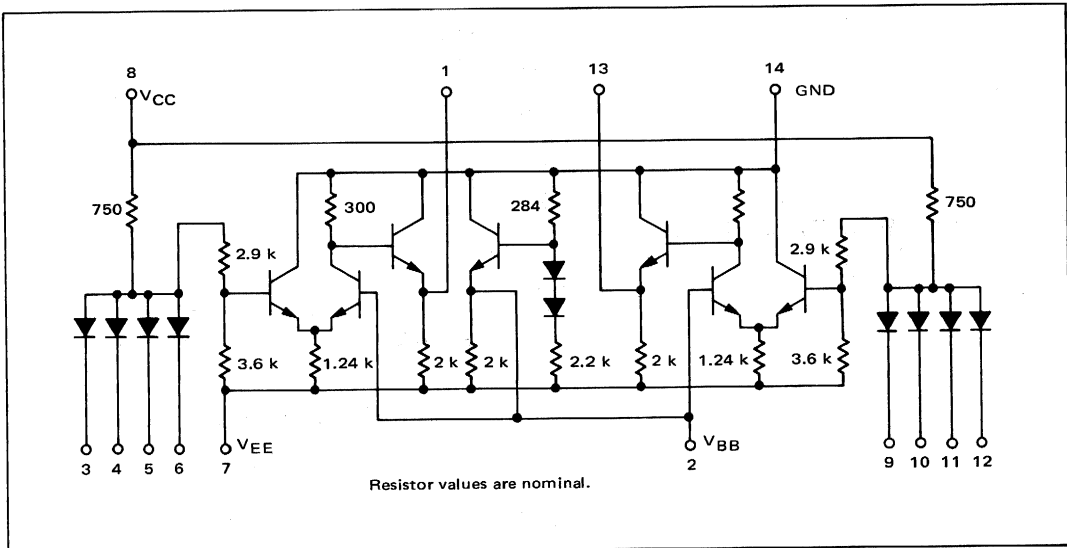 8 1 13 14
VCC GND
750 300 284 750
2.9 k 2.9 k
3.6 k 1.24 k 2 k 2 k 2.2 k 2 k 1.24 k 3.6 k
VEE VBB
3 4 5 6 7 2 9 10 11 12
Resistor values are nominal.